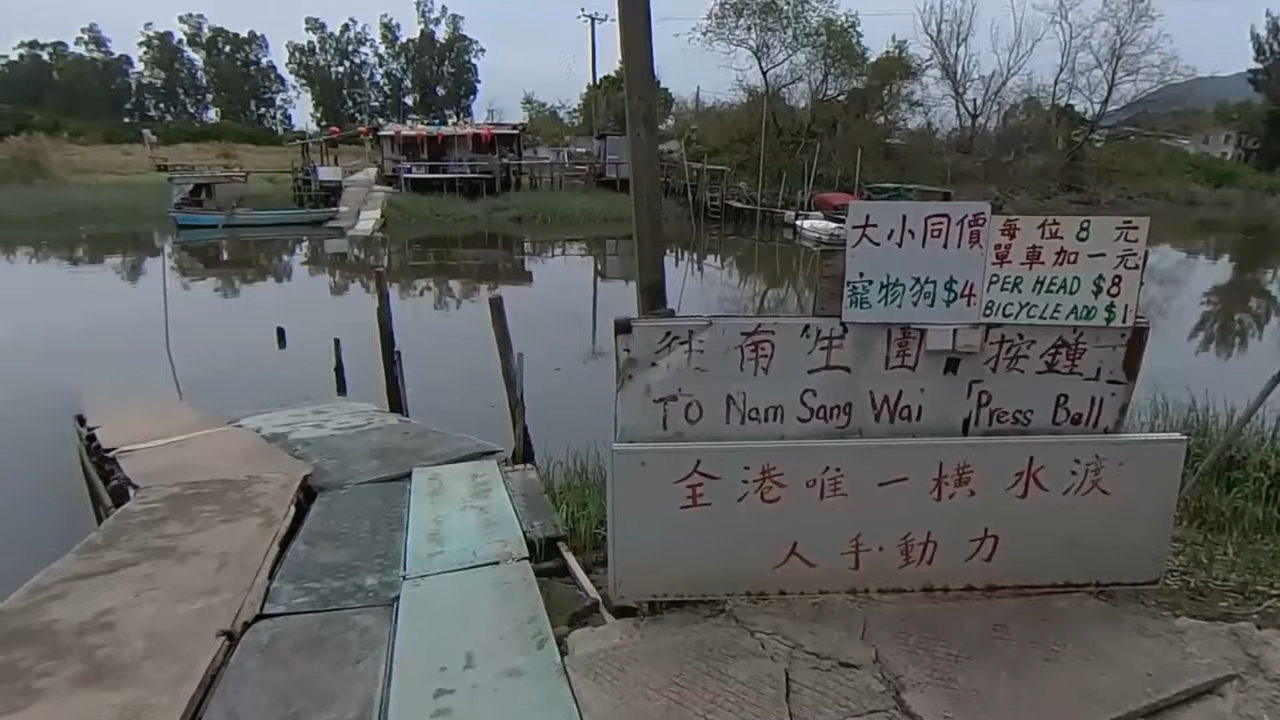 大小同價
寵物狗$4
每位8元
單車加一元
PER HEAD $8
BICYCLE ADD $1
往南生圍「按鍾」
TO Nam Sang Wai 「Press Bell」
全港唯一橫水渡
人手·動力